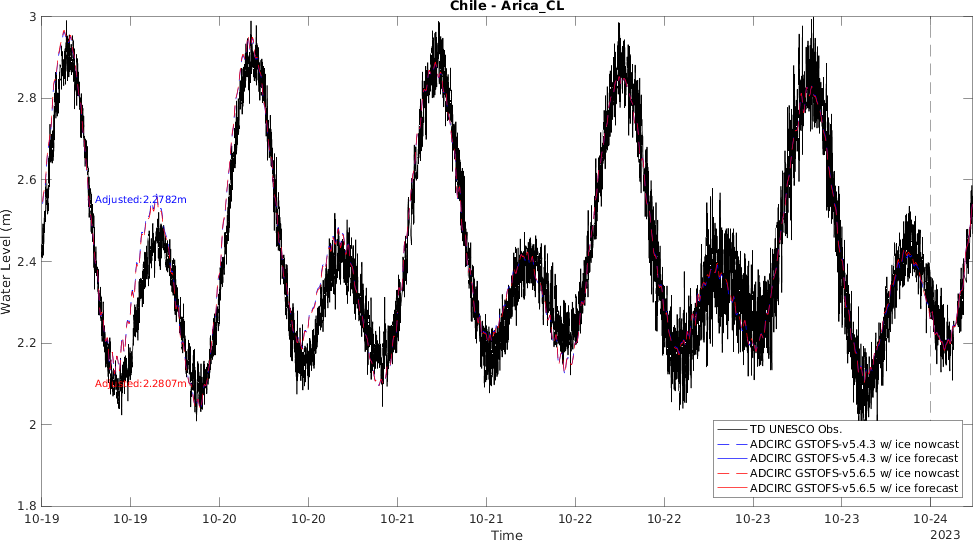 Chile - Arica_CL
3
2.8
2.6
2.4
2.2
2
1.8
Water Level (m)
Adjusted:2.2782m
Adjusted:2.2807m
TD UNESCO Obs.
ADCIRC GSTOFS-v5.4.3 w/ ice nowcast
ADCIRC GSTOFS-v5.4.3 w/ ice forecast
ADCIRC GSTOFS-v5.6.5 w/ ice nowcast
ADCIRC GSTOFS-v5.6.5 w/ ice forecast
10-19 10-19 10-20 10-20 10-21 10-21 10-22 10-22 10-23 10-23 10-24
Time
2023